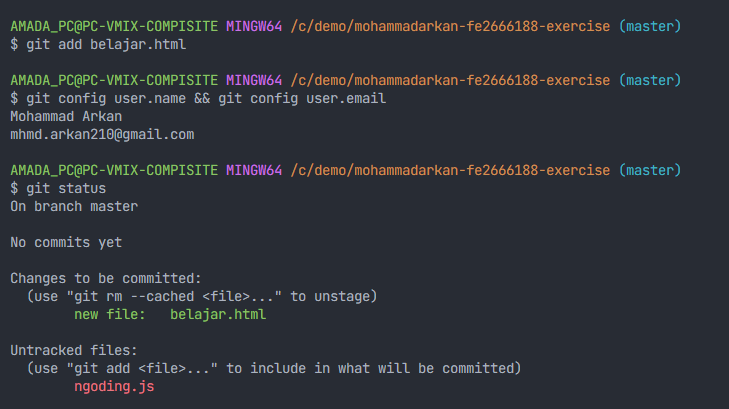 AMADA_PC@PC-VMIX-COMPISITE MINGW64 /c/demo/mohammadarkan-fe2666188-exercise (master)
$ git add belajar.html
AMADA_PC@PC-VMIX-COMPISITE MINGW64 /c/demo/mohammadarkan-fe2666188-exercise (master)
$ git config user.name && git config user.email
Mohammad Arkan
mhmd.arkan210@gmail.com
AMADA_PC@PC-VMIX-COMPISITE MINGW64 /c/demo/mohammadarkan-fe2666188-exercise (master)
$ git status
On branch master
No commits yet
Changes to be committed:
(use "git rm --cached <file>..." to unstage)
new file:   belajar.html
Untracked files:
(use "git add <file>..." to include in what will be committed)
ngoding.js